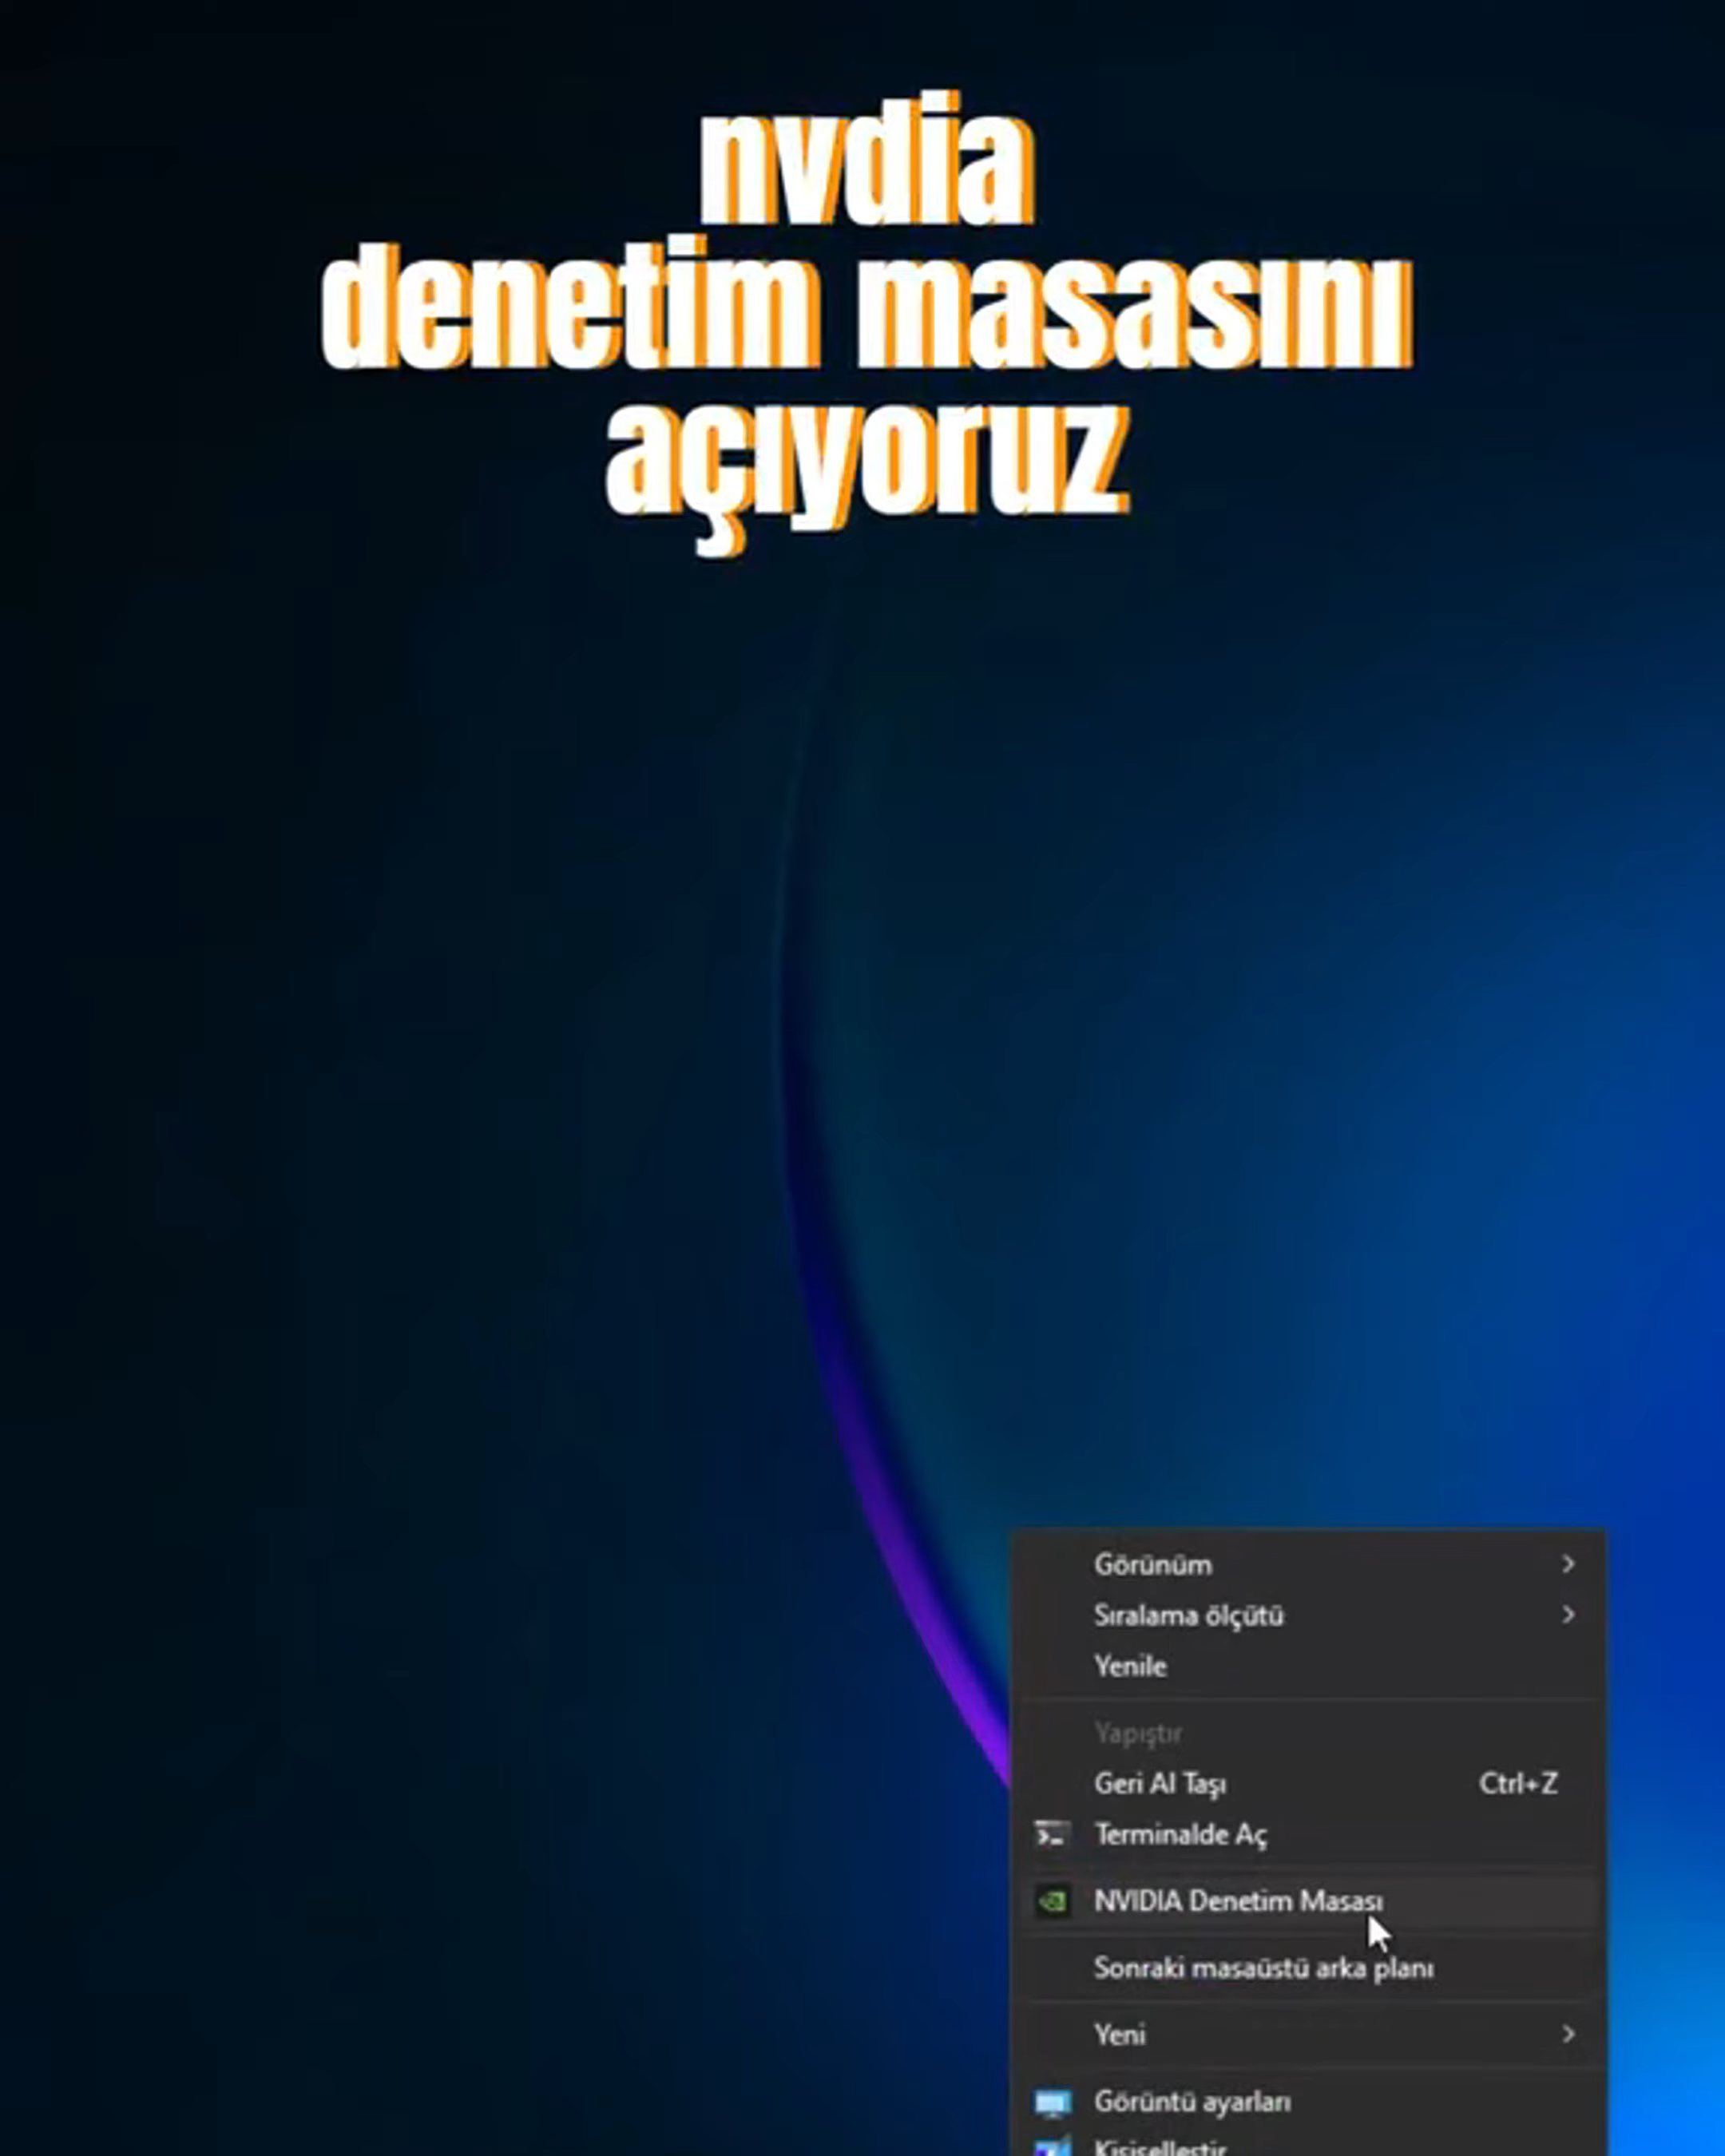 nvdia
denetim masasını
açıyoruz
Görünüm
Sıralama ölçütü
Yenile
Yapıştır
Geri Al Taşı Ctrl+Z
Terminalde Aç
NVIDIA Denetim Masası
Sonraki masaüstü arka planı
Yeni
Görüntü ayarları
Kişiselleştir